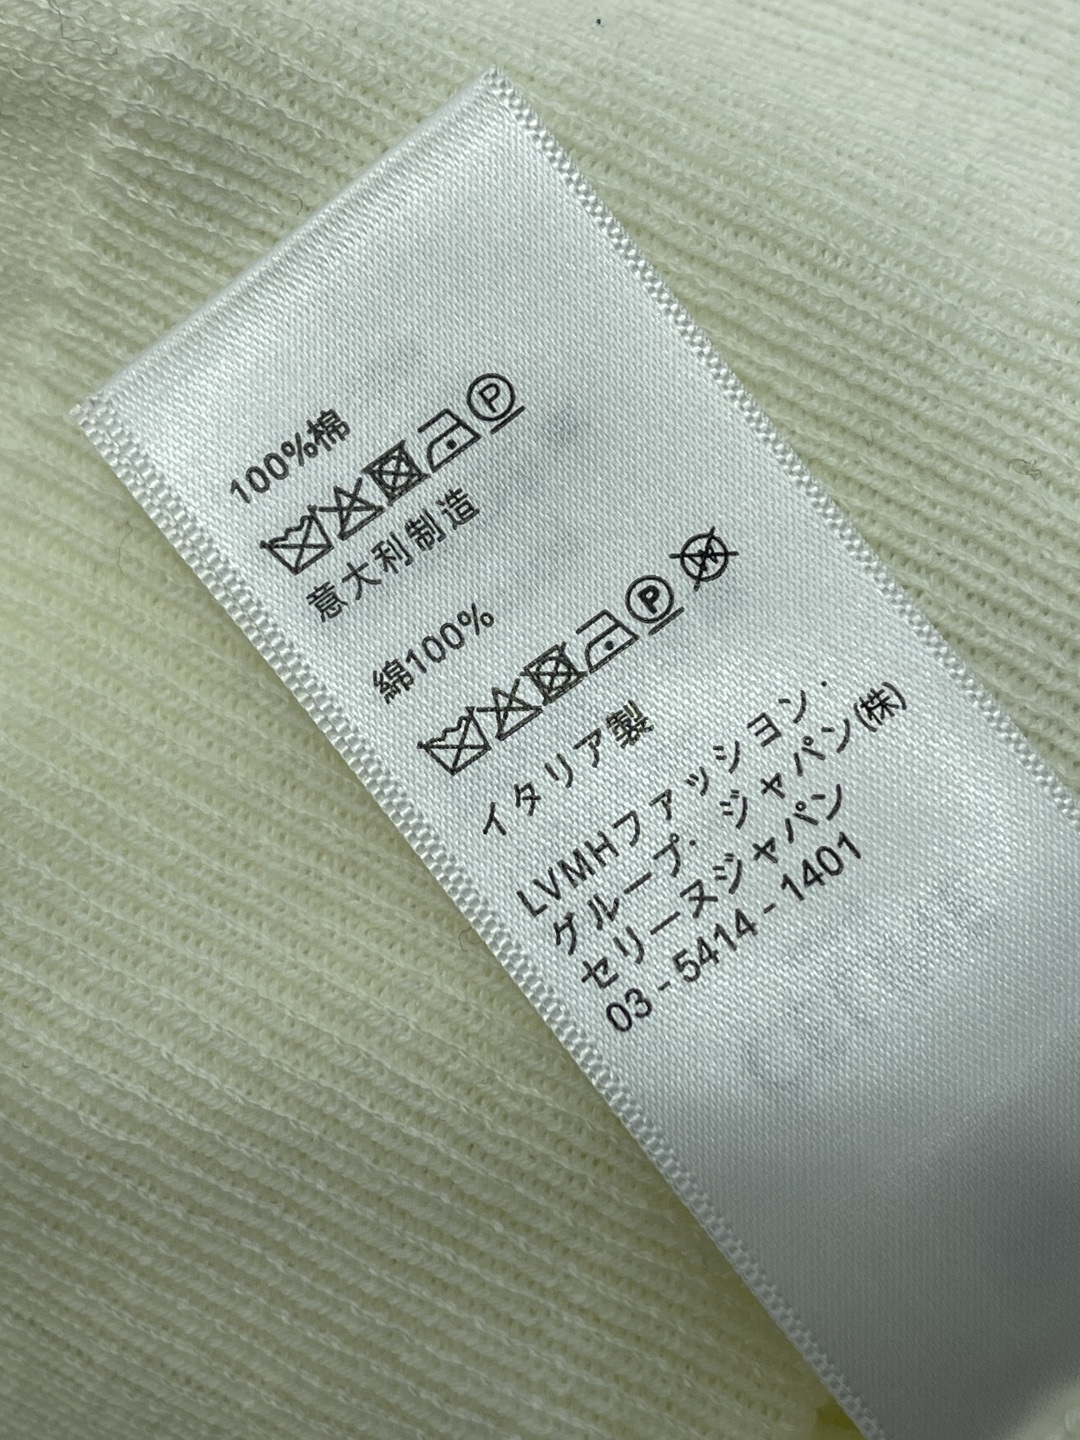 100%棉
P
意大利制造
綿100%
P
W
イタリア製
LVMHファッション・
グループ・ジャパン(株)
セリーヌジャパン
03-5414-1401